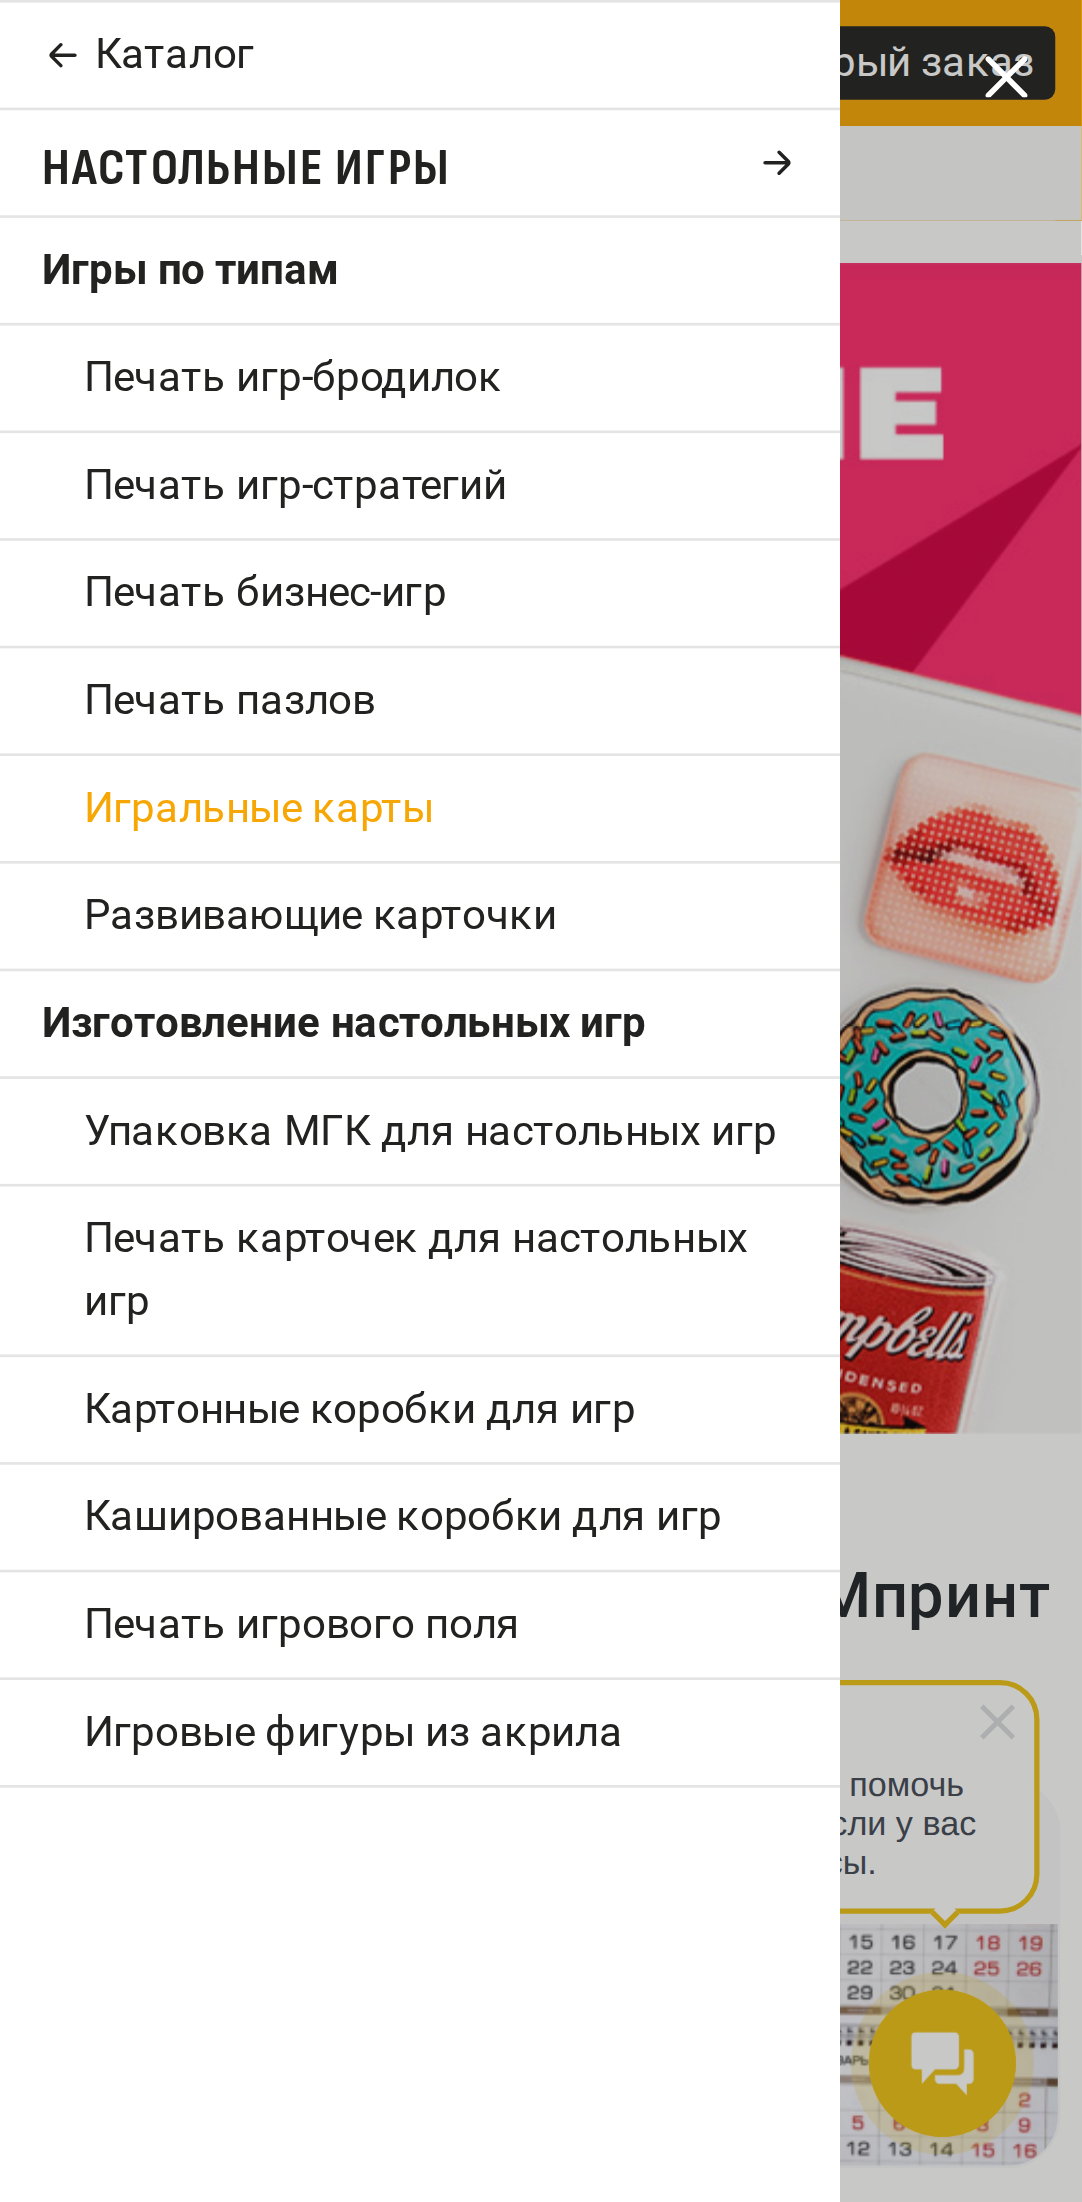 Каталог
заказ
НАСТОЛЬНЫЕ ИГРЫ
Игры по типам
Печать игр-бродилок
Печать игр-стратегий
Печать бизнес-игр
Печать пазлов
Игральные карты
Развивающие карточки
Изготовление настольных игр
Упаковка МГК для настольных игр
Печать карточек для настольных
игр
Картонные коробки для игр
Кашированные коробки для игр
Печать игрового поля
Игровые фигуры из акрила
Мпринт
помочь
у вас
15 16 17 18 19
22 23 24 25 26
29 30
2
5 9
12 13 14 15 16